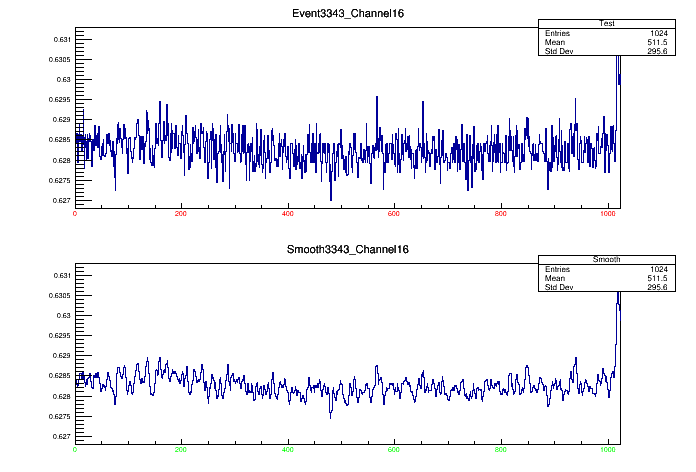 Event3343_Channel16
Test
Entries 1024
Mean 511.5
Std Dev 295.6
0.631
0.6305
0.63
0.6295
0.629
0.6285
0.628
0.6275
0.627
0 200 400 600 800 1000
Smooth3343_Channel16
Smooth
Entries 1024
Mean 511.5
Std Dev 295.6
0.631
0.6305
0.63
0.6295
0.629
0.6285
0.628
0.6275
0.627
0 200 400 600 800 1000